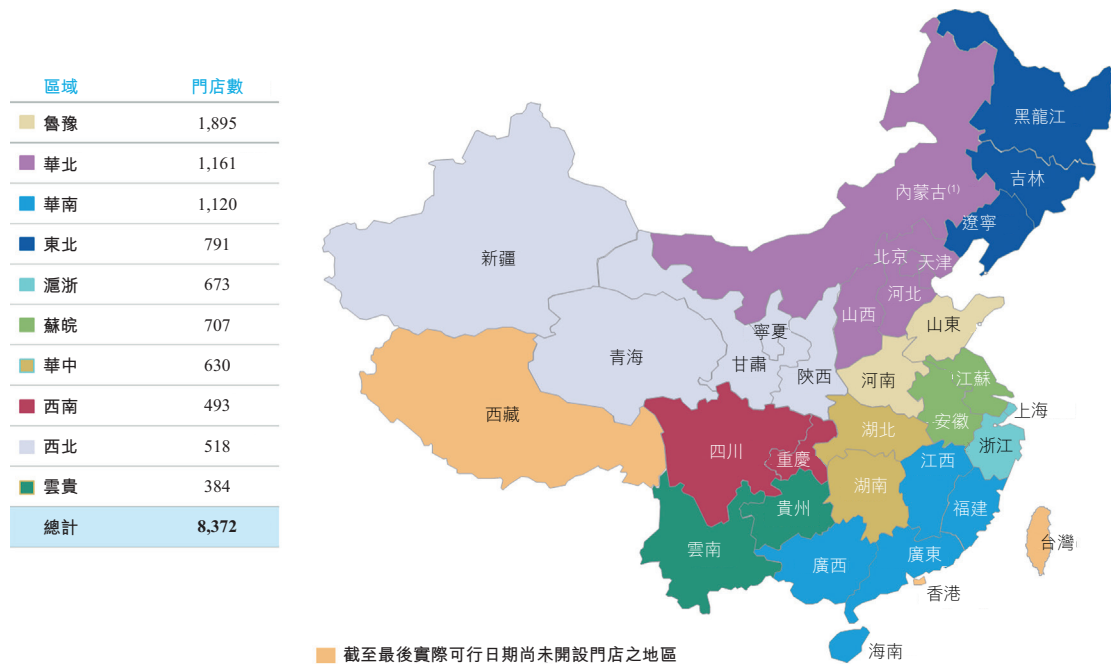 區域 門店數
魯豫 1,895
華北 1,161
華南 1,120
東北 791
滬浙 673
蘇皖 707
華中 630
西南 493
西北 518
雲貴 384
總計 8,372
黑龍江
吉林
內蒙古(1)
遼寧
新疆
北京
天津
河北
山西
山東
寧夏
青海
甘肅
陝西
河南
江蘇
西藏
上海
安徽
湖北
浙江
四川
重慶
江西
湖南
貴州
福建
雲南
台灣
廣東
廣西
香港
海南
截至最後實際可行日期尚未開設門店之地區